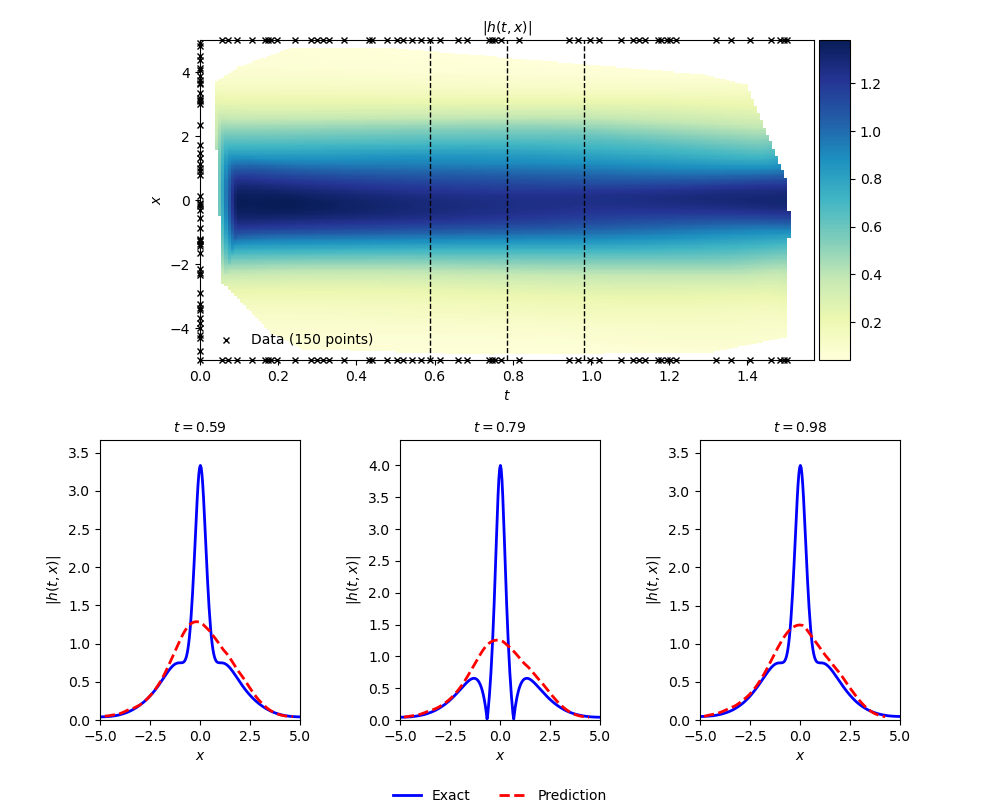 |h(t, x)|
4
2
0
−2
−4
x
Data (150 points)
0.0 0.2 0.4 0.6 0.8 1.0 1.2 1.4
t
1.2
1.0
0.8
0.6
0.4
0.2
t = 0.59
3.5
3.0
2.5
2.0
1.5
1.0
0.5
0.0
|h(t, x)|
−5.0 −2.5 0.0 2.5 5.0
x
t = 0.79
4.0
3.5
3.0
2.5
2.0
1.5
1.0
0.5
0.0
|h(t, x)|
−5.0 −2.5 0.0 2.5 5.0
x
t = 0.98
3.5
3.0
2.5
2.0
1.5
1.0
0.5
0.0
|h(t, x)|
−5.0 −2.5 0.0 2.5 5.0
x
Exact Prediction